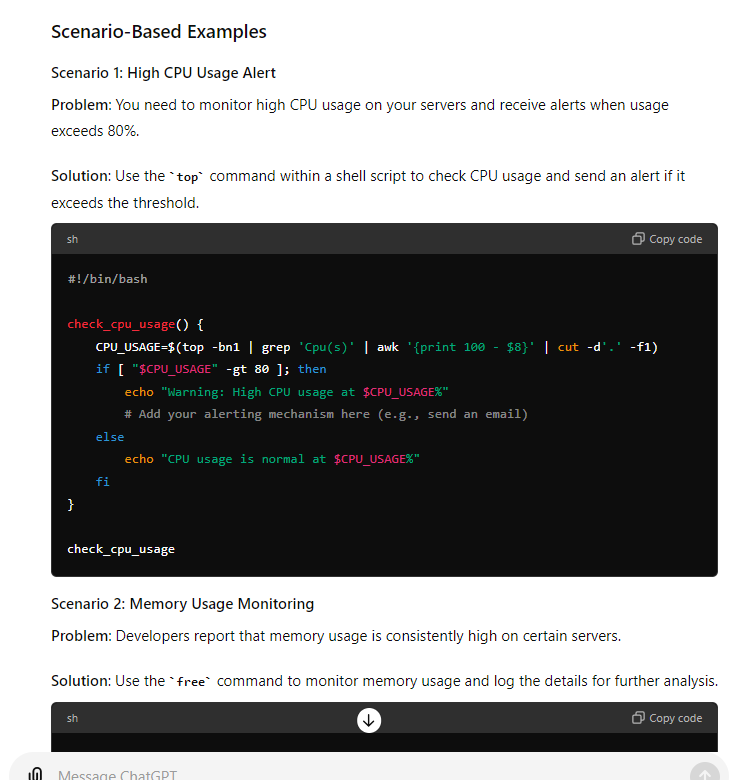 Scenario-Based Examples
Scenario 1: High CPU Usage Alert
Problem: You need to monitor high CPU usage on your servers and receive alerts when usage
exceeds 80%.
Solution: Use the `top` command within a shell script to check CPU usage and send an alert if it
exceeds the threshold.
sh Copy code
#!/bin/bash
check_cpu_usage() {
    CPU_USAGE=$(top -bn1 | grep 'Cpu(s)' | awk '{print 100 - $8}' | cut -d'.' -f1)
    if [ "$CPU_USAGE" -gt 80 ]; then
        echo "Warning: High CPU usage at $CPU_USAGE%"
        # Add your alerting mechanism here (e.g., send an email)
    else
        echo "CPU usage is normal at $CPU_USAGE%"
    fi
}
check_cpu_usage
Scenario 2: Memory Usage Monitoring
Problem: Developers report that memory usage is consistently high on certain servers.
Solution: Use the `free` command to monitor memory usage and log the details for further analysis.
sh Copy code
Message ChatGPT